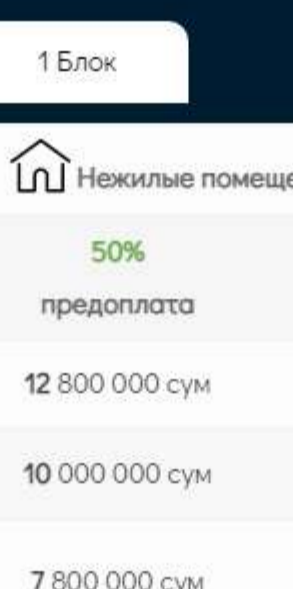 1 Блок
Нежилые помеще
50%
предоплата
12 800 000 сум
10 000 000 сум
7 800 000 сум